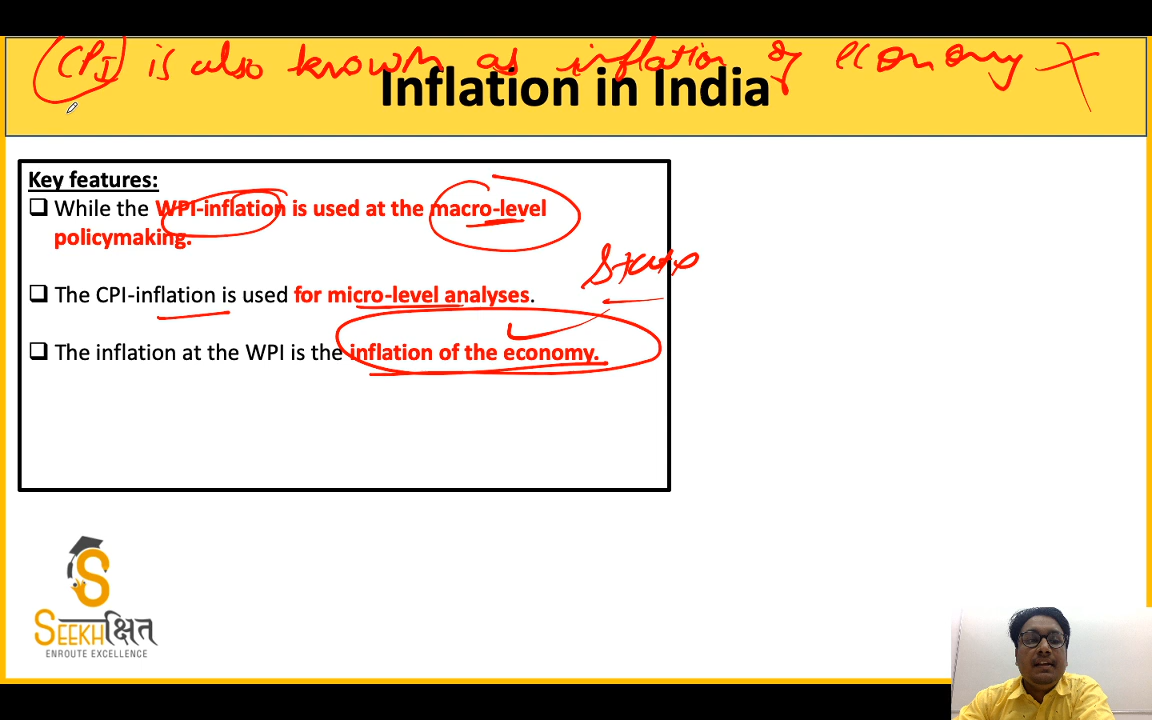 (CPI) is also known as inflation of economy
Inflation in India
Key features:
While the WPI-inflation is used at the macro-level
policymaking.
The CPI-inflation is used for micro-level analyses.
The inflation at the WPI is the inflation of the economy.
SEEKHक्षित
ENROUTE EXCELLENCE